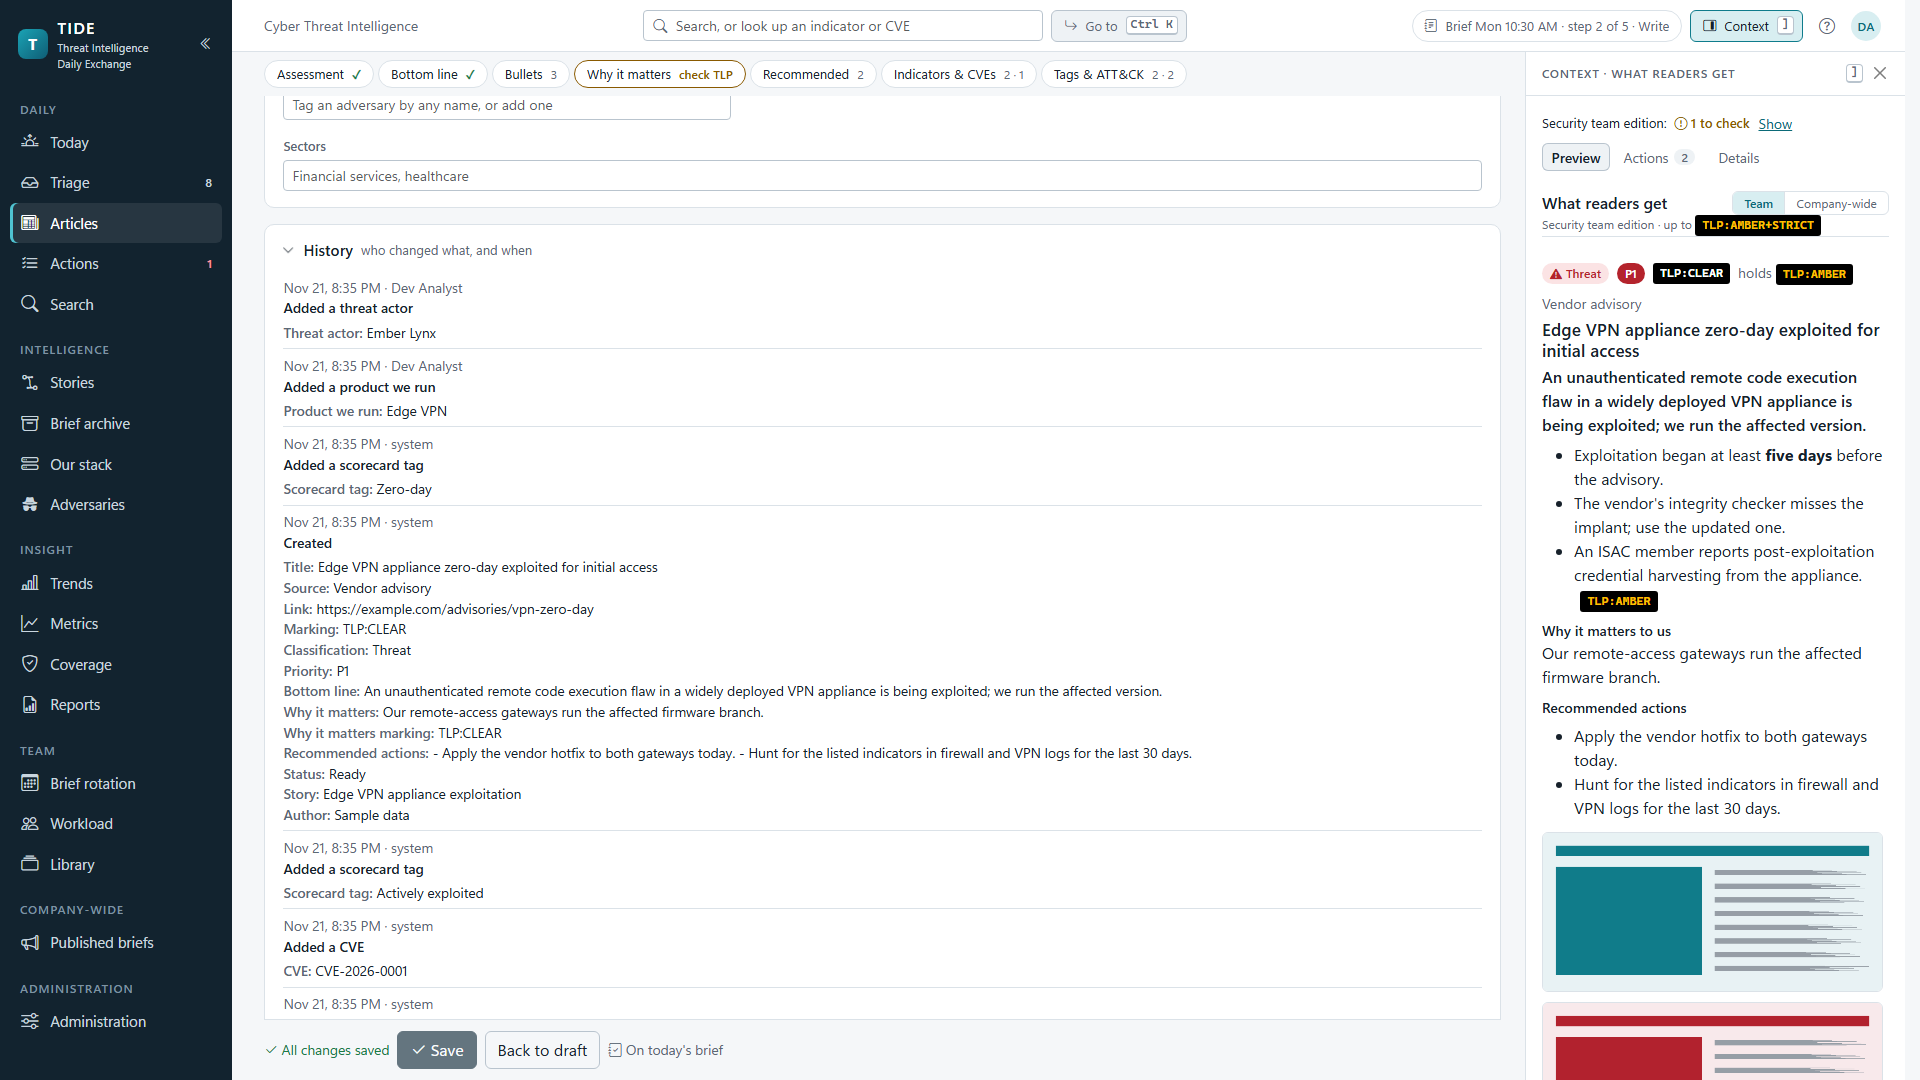 T
TIDE
Threat Intelligence
Daily Exchange
DAILY
Today
Triage 8
Articles
Actions 1
Search
INTELLIGENCE
Stories
Brief archive
Our stack
Adversaries
INSIGHT
Trends
Metrics
Coverage
Reports
TEAM
Brief rotation
Workload
Library
COMPANY-WIDE
Published briefs
ADMINISTRATION
Administration
Cyber Threat Intelligence
Search, or look up an indicator or CVE
Go to Ctrl K
Brief Mon 10:30 AM · step 2 of 5 · Write
Context ]
DA
Assessment
Bottom line
Bullets 3
Why it matters check TLP
Recommended 2
Indicators & CVEs 2 · 1
Tags & ATT&CK 2 · 2
Tag an adversary by any name, or add one
Sectors
Financial services, healthcare
History who changed what, and when
Nov 21, 8:35 PM · Dev Analyst
Added a threat actor
Threat actor: Ember Lynx
Nov 21, 8:35 PM · Dev Analyst
Added a product we run
Product we run: Edge VPN
Nov 21, 8:35 PM · system
Added a scorecard tag
Scorecard tag: Zero-day
Nov 21, 8:35 PM · system
Created
Title: Edge VPN appliance zero-day exploited for initial access
Source: Vendor advisory
Link: https://example.com/advisories/vpn-zero-day
Marking: TLP:CLEAR
Classification: Threat
Priority: P1
Bottom line: An unauthenticated remote code execution flaw in a widely deployed VPN appliance is being exploited; we run the affected version.
Why it matters: Our remote-access gateways run the affected firmware branch.
Why it matters marking: TLP:CLEAR
Recommended actions: - Apply the vendor hotfix to both gateways today. - Hunt for the listed indicators in firewall and VPN logs for the last 30 days.
Status: Ready
Story: Edge VPN appliance exploitation
Author: Sample data
Nov 21, 8:35 PM · system
Added a scorecard tag
Scorecard tag: Actively exploited
Nov 21, 8:35 PM · system
Added a CVE
CVE: CVE-2026-0001
Nov 21, 8:35 PM · system
All changes saved
Save
Back to draft
On today's brief
CONTEXT · WHAT READERS GET ]
Security team edition: 1 to check Show
Preview
Actions 2
Details
What readers get
Team
Company-wide
Security team edition · up to TLP:AMBER+STRICT
Threat P1 TLP:CLEAR holds TLP:AMBER
Vendor advisory
Edge VPN appliance zero-day exploited for
initial access
An unauthenticated remote code execution
flaw in a widely deployed VPN appliance is
being exploited; we run the affected version.
Exploitation began at least five days before
the advisory.
The vendor's integrity checker misses the
implant; use the updated one.
An ISAC member reports post-exploitation
credential harvesting from the appliance.
TLP:AMBER
Why it matters to us
Our remote-access gateways run the affected
firmware branch.
Recommended actions
Apply the vendor hotfix to both gateways
today.
Hunt for the listed indicators in firewall and
VPN logs for the last 30 days.